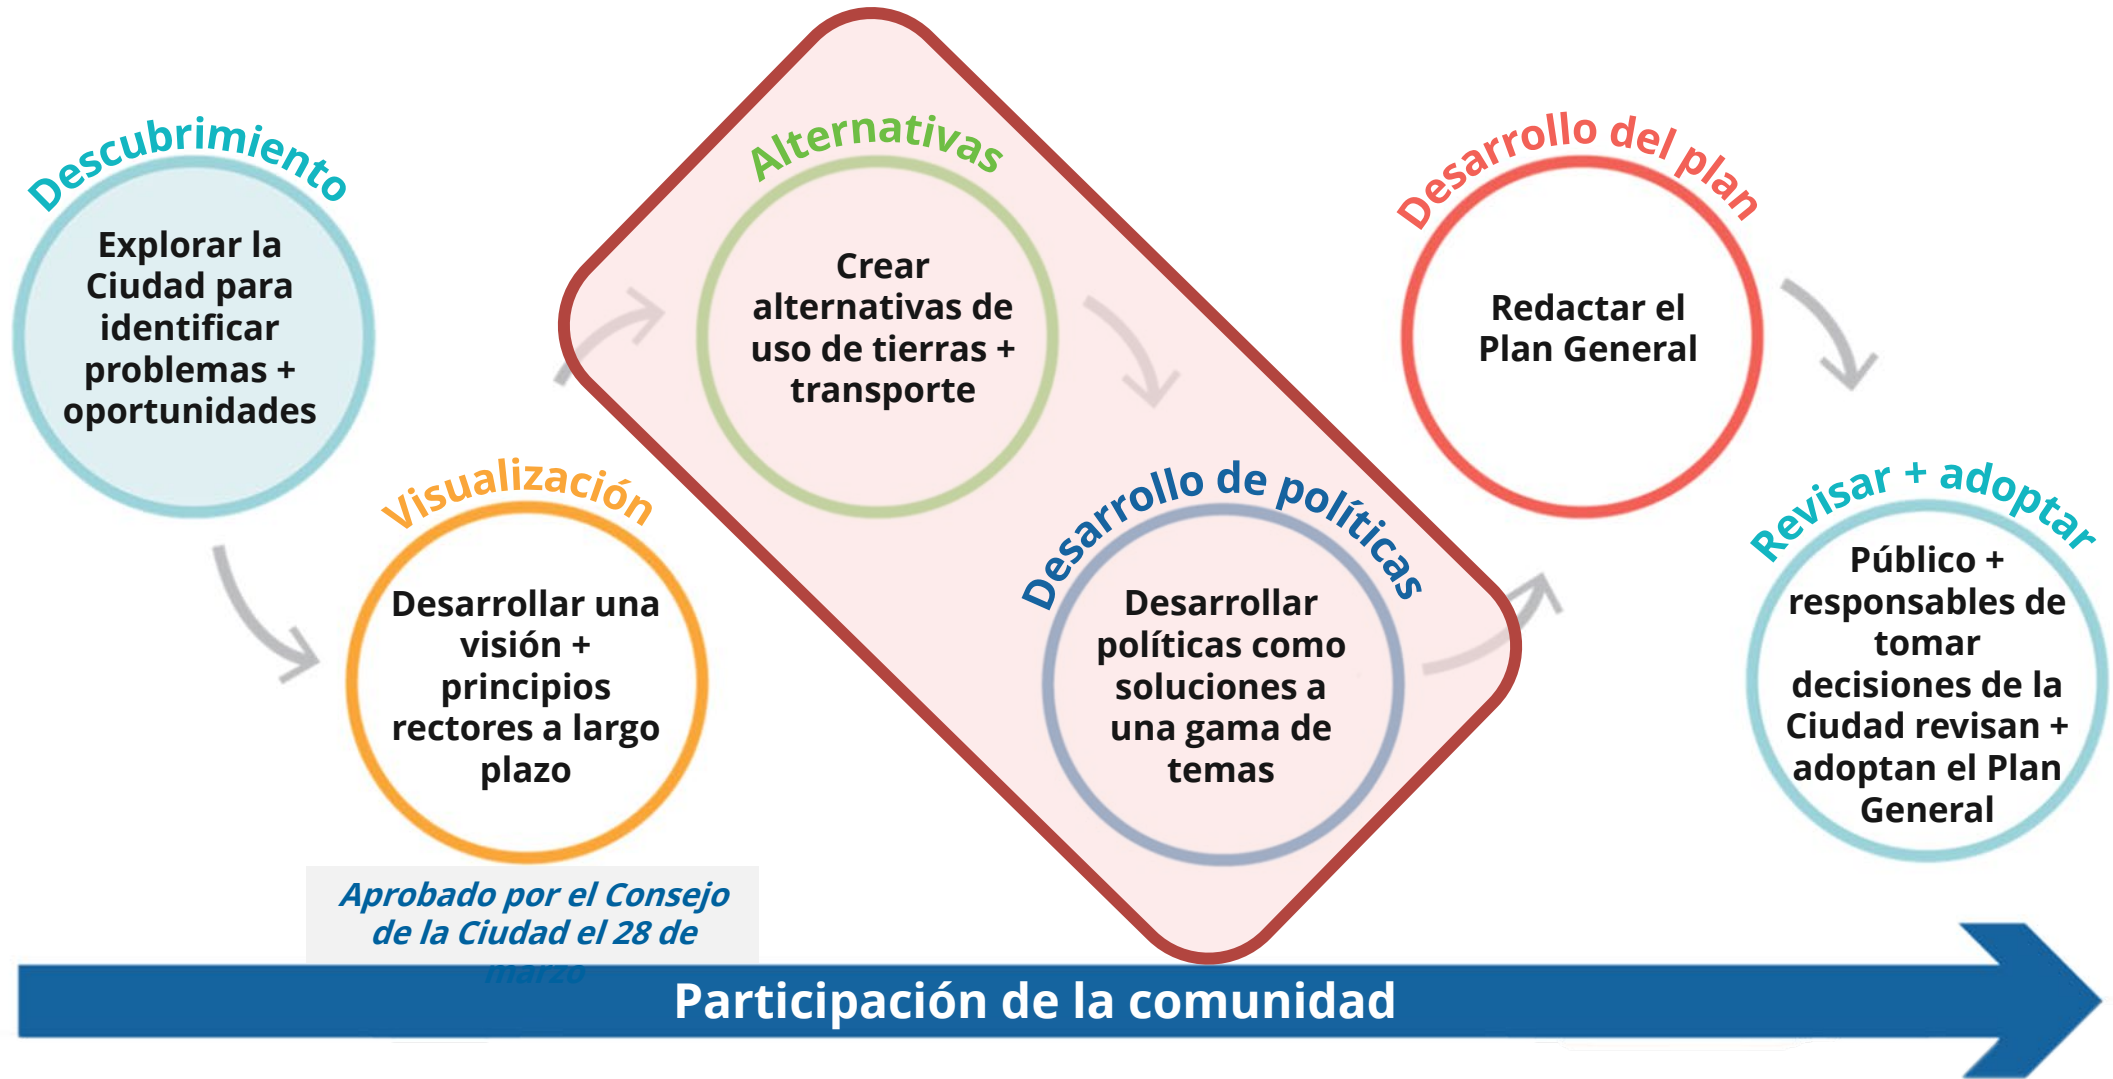 Descubrimiento
Explorar la
Ciudad para
identificar
problemas +
oportunidades
Visualización
Desarrollar una
visión +
principios
rectores a largo
plazo
Aprobado por el Consejo
de la Ciudad el 28 de
marzo
Alternativas
Crear
alternativas de
uso de tierras +
transporte
Desarrollo de políticas
Desarrollar
políticas como
soluciones a
una gama de
temas
Desarrollo del plan
Redactar el
Plan General
Revisar + adoptar
Público +
responsables de
tomar
decisiones de la
Ciudad revisan +
adoptan el Plan
General
Participación de la comunidad